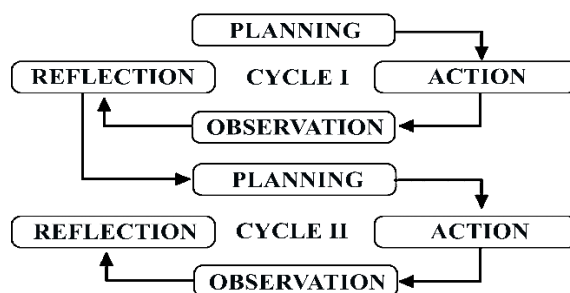 PLANNING
REFLECTION CYCLE I ACTION
OBSERVATION
PLANNING
REFLECTION CYCLE II ACTION
OBSERVATION